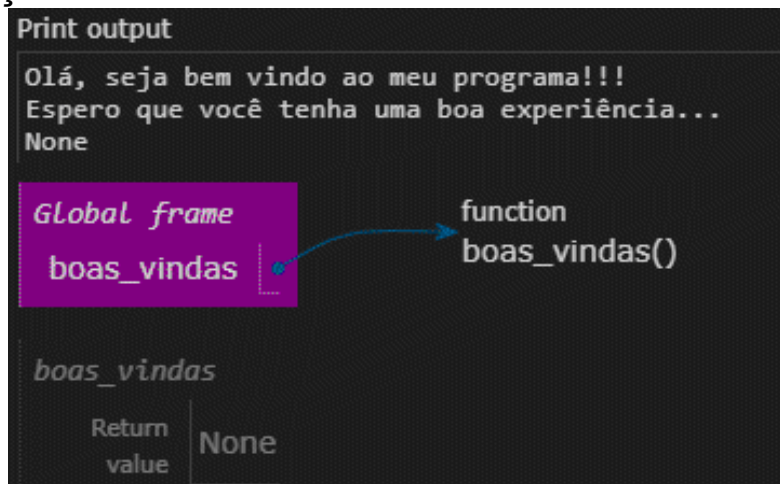 Print output
Olá, seja bem vindo ao meu programa!!!
Espero que você tenha uma boa experiência...
None
Global frame
boas_vindas
function
boas_vindas()
boas_vindas
Return
value
None